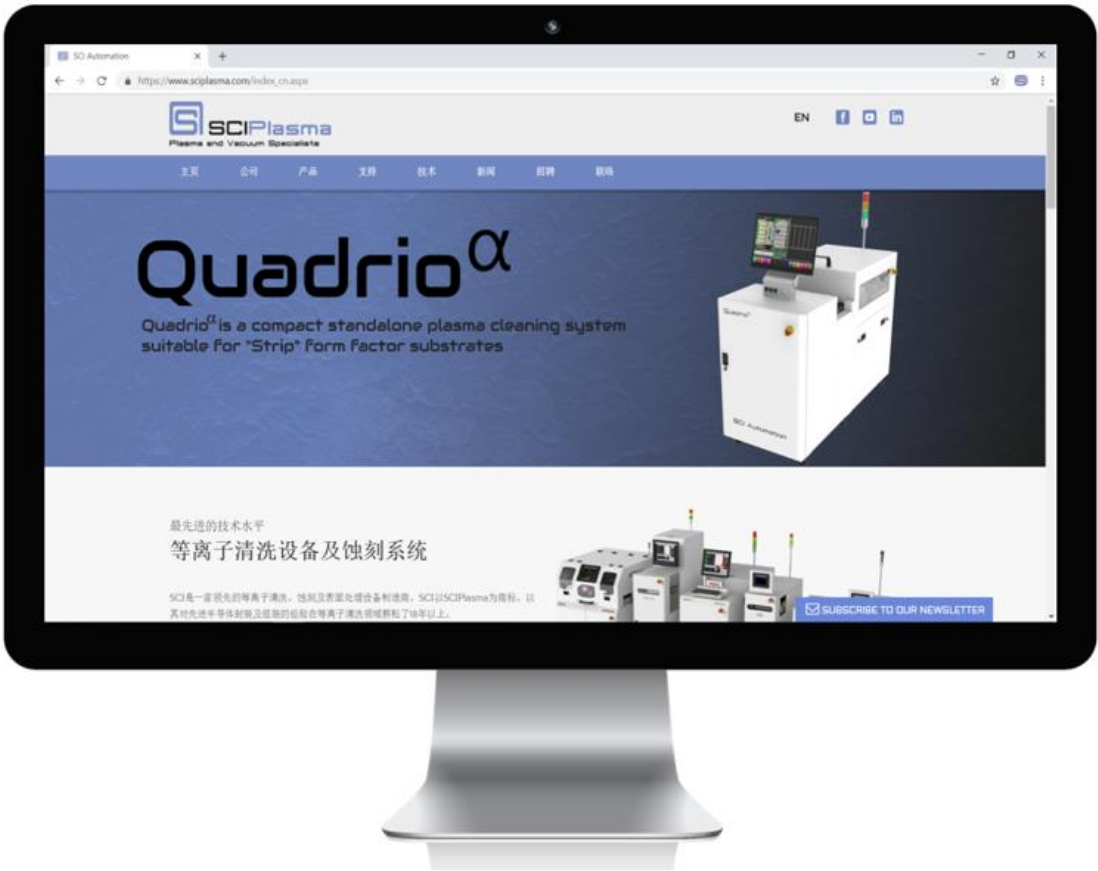 SCI Automation
https://www.sciplasma.com/index_cn.aspx
SCIPlasma
Plasma and Vacuum Specialists
EN
主页 公司 产品 支持 技术 新闻 招聘 联络
Quadrio α
Quadrio α is a compact standalone plasma cleaning system
suitable for "Strip" form factor substrates
Quadrio
SCI Automation
最先进的技术水平
等离子清洗设备及蚀刻系统
SCI是一家领先的等离子清洗、蚀刻及表面处理设备制造商。SCI以SCIPlasma为商标,以
其对先进半导体封装及组装的经验在等离子清洗领域耕耘了18年以上。
SUBSCRIBE TO OUR NEWSLETTER